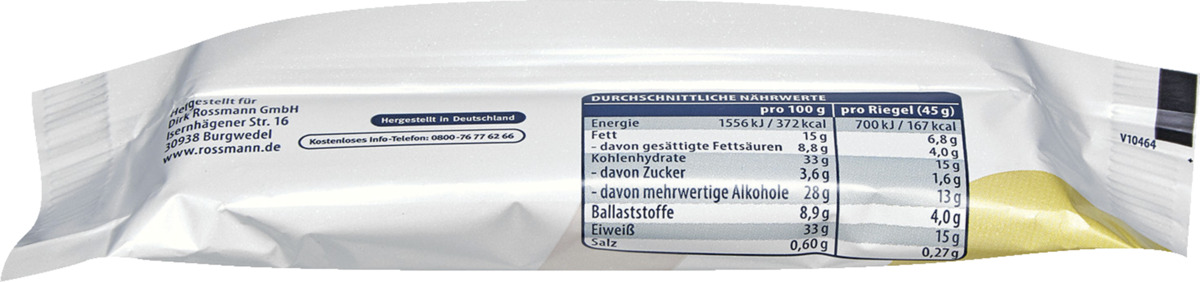 Hergestellt für
Dirk Rossmann GmbH
Isernhägener Str. 16
30938 Burgwedel
www.rossmann.de
Hergestellt in Deutschland
Kostenloses Info-Telefon: 0800-76 77 62 66
DURCHSCHNITTLICHE NÄHRWERTE
pro 100 g pro Riegel (45 g)
Energie 1556 kJ / 372 kcal 700 kJ / 167 kcal
Fett 15 g 6,8 g
- davon gesättigte Fettsäuren 8,8 g 4,0 g
Kohlenhydrate 33 g 15 g
- davon Zucker 3,6 g 1,6 g
- davon mehrwertige Alkohole 28 g 13 g
Ballaststoffe 8,9 g 4,0 g
Eiweiß 33 g 15 g
Salz 0,60 g 0,27 g
V10464